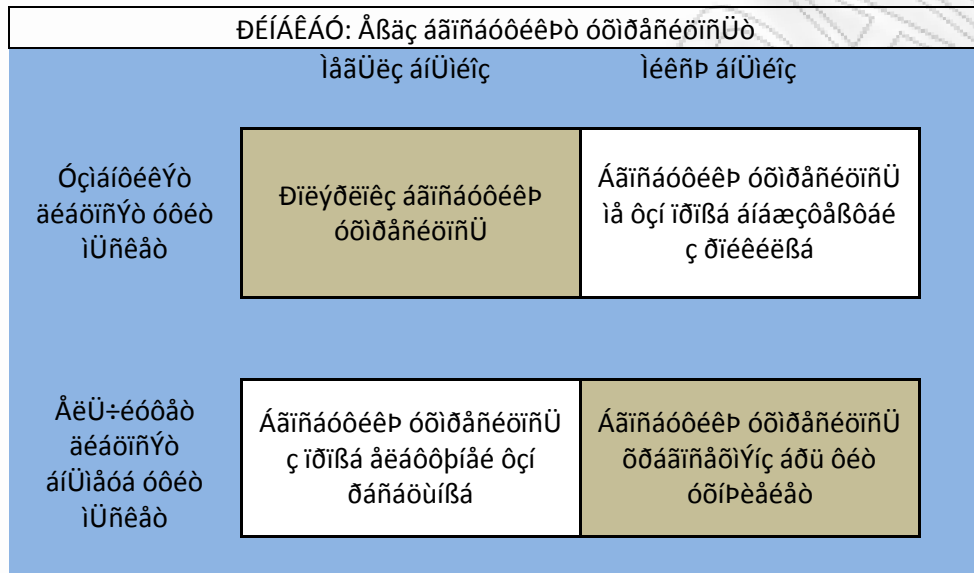 ÐÉÍÁÊÁÓ: Åßäç áãïñáóôéêÞò óõìðåñéöïñÜò
ÌåãÜëç áíÜìéîç
ÌéêñÞ áíÜìéîç
ÓçìáíôéêÝò
äéáöïñÝò óôéò
ìÜñêåò
Ðïëýðëïêç áãïñáóôéêÞ
óõìðåñéöïñÜ
ÁãïñáóôéêÞ óõìðåñéöïñÜ
ìå ôçí ïðïßá áíáæçôåßôáé
ç ðïéêéëßá
ÅëÜ÷éóôåò
äéáöïñÝò
áíÜìåóá óôéò
ìÜñêåò
ÁãïñáóôéêÞ óõìðåñéöïñÜ
ç ïðïßá åëáôôþíåé ôçí
ðáñáöùíßá
ÁãïñáóôéêÞ óõìðåñéöïñÜ
õðáãïñåõìÝíç áðü ôéò
óõíÞèåéåò